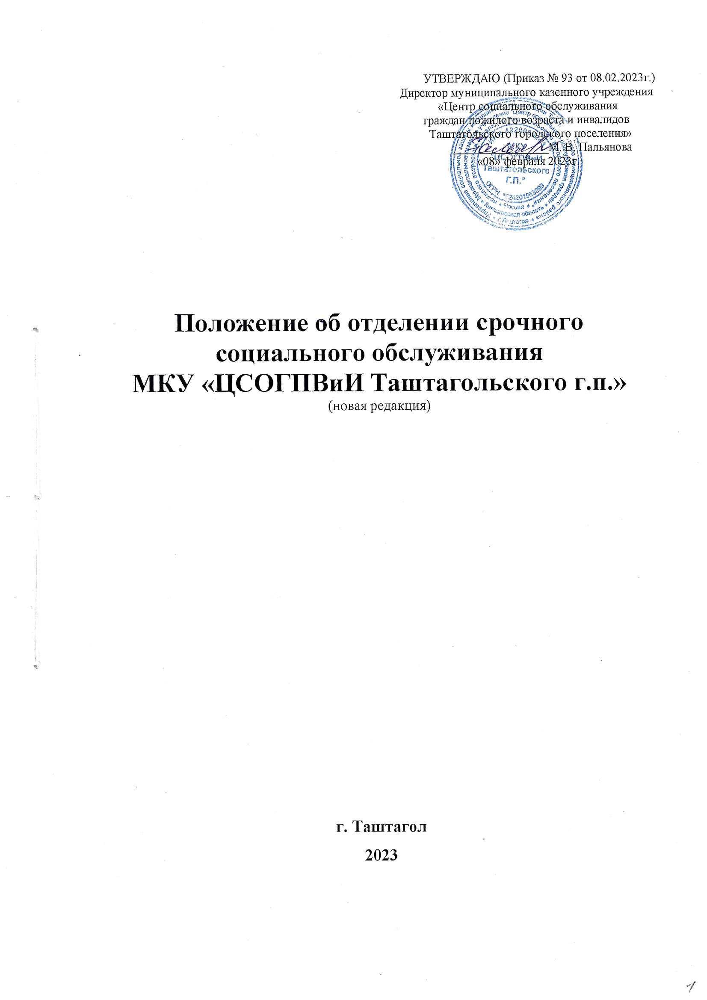 УТВЕРЖДАЮ (Приказ № 93 от 08.02.2023г.)
Директор муниципального казенного учреждения
«Центр социального обслуживания
граждан пожилого возраста и инвалидов
Таштагольского городского поселения»
М. В. Пальянова
«08» февраля 2023г.
МКУ
"ЦСОГПВиИ
Таштагольского
Г.П."
Положение об отделении срочного
социального обслуживания
МКУ «ЦСОГПВиИ Таштагольского г.п.»
(новая редакция)
г. Таштагол
2023
1